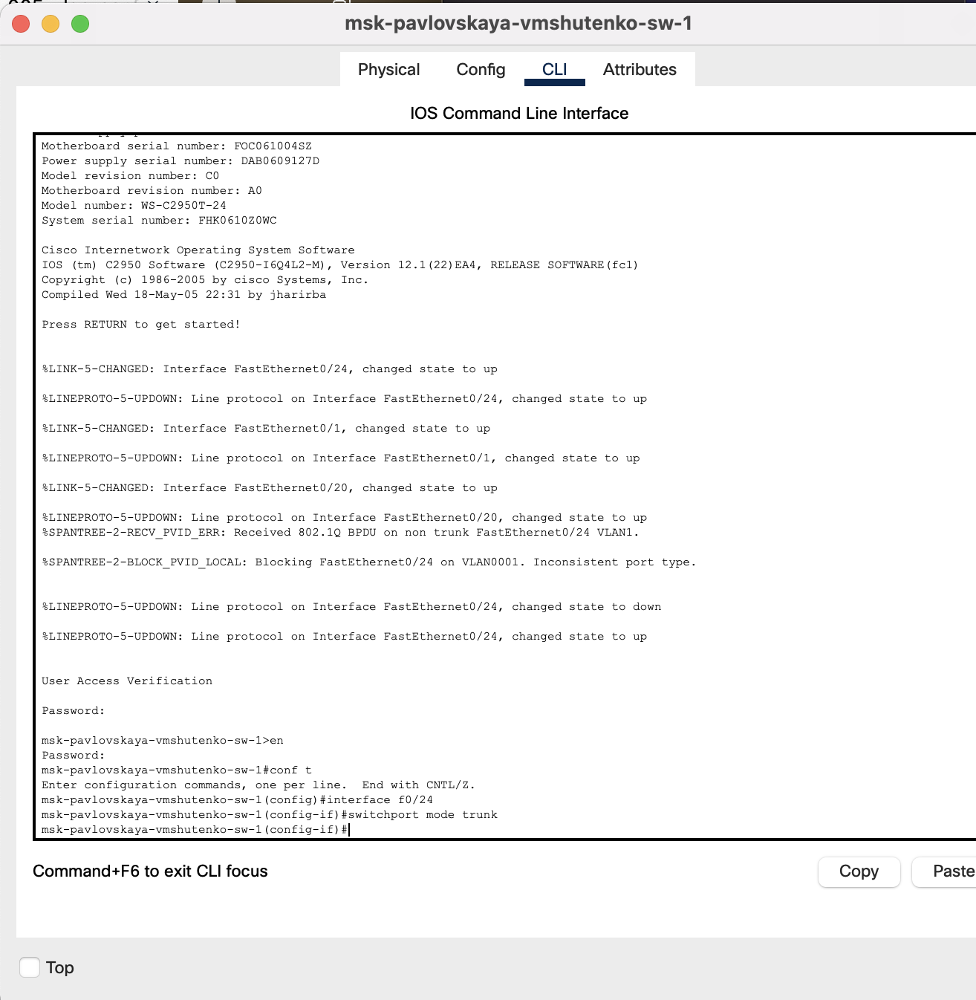 msk-pavlovskaya-vmshutenko-sw-1
Physical Config CLI Attributes
IOS Command Line Interface
Motherboard serial number: FOC061004SZ
Power supply serial number: DAB0609127D
Model revision number: C0
Motherboard revision number: A0
Model number: WS-C2950T-24
System serial number: FHK0610Z0WC
Cisco Internetwork Operating System Software
IOS (tm) C2950 Software (C2950-I6Q4L2-M), Version 12.1(22)EA4, RELEASE SOFTWARE(fc1)
Copyright (c) 1986-2005 by cisco Systems, Inc.
Compiled Wed 18-May-05 22:31 by jharirba
Press RETURN to get started!
%LINK-5-CHANGED: Interface FastEthernet0/24, changed state to up
%LINEPROTO-5-UPDOWN: Line protocol on Interface FastEthernet0/24, changed state to up
%LINK-5-CHANGED: Interface FastEthernet0/1, changed state to up
%LINEPROTO-5-UPDOWN: Line protocol on Interface FastEthernet0/1, changed state to up
%LINK-5-CHANGED: Interface FastEthernet0/20, changed state to up
%LINEPROTO-5-UPDOWN: Line protocol on Interface FastEthernet0/20, changed state to up
%SPANTREE-2-RECV_PVID_ERR: Received 802.1Q BPDU on non trunk FastEthernet0/24 VLAN1.
%SPANTREE-2-BLOCK_PVID_LOCAL: Blocking FastEthernet0/24 on VLAN0001. Inconsistent port type.
%LINEPROTO-5-UPDOWN: Line protocol on Interface FastEthernet0/24, changed state to down
%LINEPROTO-5-UPDOWN: Line protocol on Interface FastEthernet0/24, changed state to up
User Access Verification
Password:
msk-pavlovskaya-vmshutenko-sw-1>en
Password:
msk-pavlovskaya-vmshutenko-sw-1#conf t
Enter configuration commands, one per line.  End with CNTL/Z.
msk-pavlovskaya-vmshutenko-sw-1(config)#interface f0/24
msk-pavlovskaya-vmshutenko-sw-1(config-if)#switchport mode trunk
msk-pavlovskaya-vmshutenko-sw-1(config-if)#
Command+F6 to exit CLI focus
Copy Paste
Top